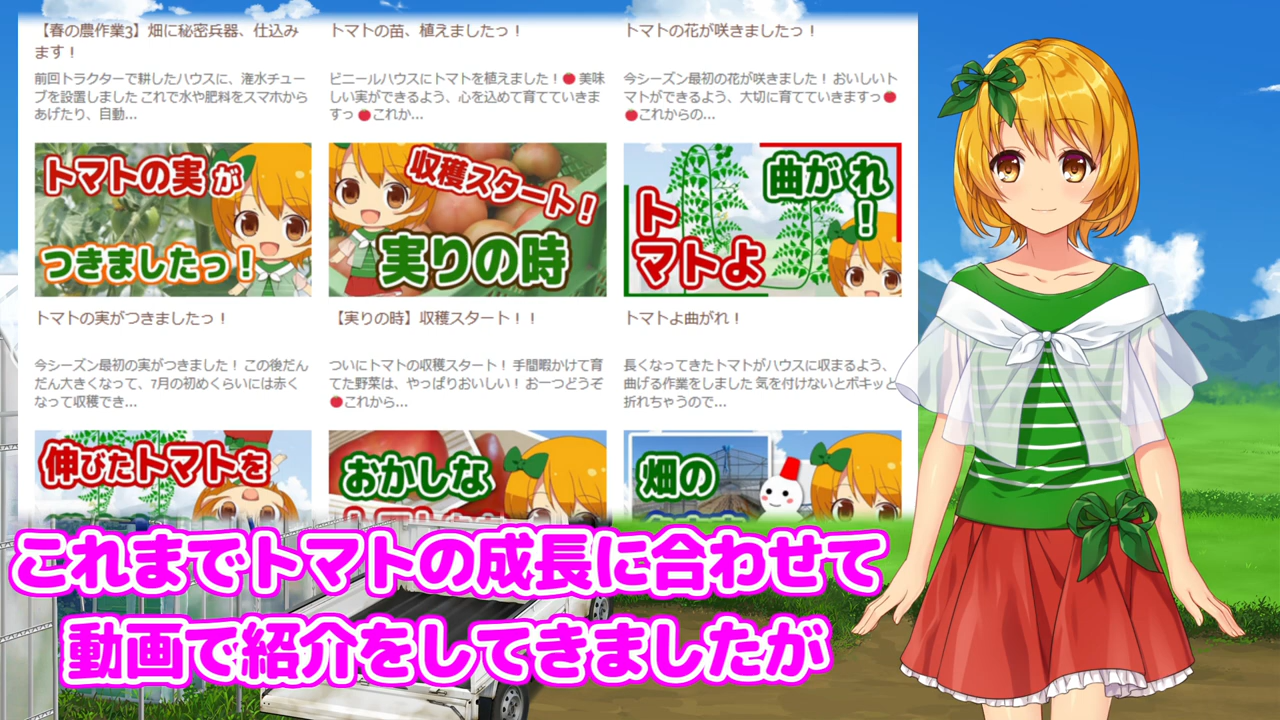 【春の農作業3】畑に秘密兵器、仕込み
ます！
前回トラクターで耕したハウスに、潅水チュー
ブを設置しました これで水や肥料をスマホから
あげたり、自動...
トマトの苗、植えましたっ！
ビニールハウスにトマトを植えました！🍅 美味
しい実ができるよう、心を込めて育てていきま
すっ 🍅これか...
トマトの花が咲きましたっ！
今シーズン最初の花が咲きました！ おいしいト
マトができるよう、大切に育てていきますっ🍅
🍅これからの...
トマトの実が
つきましたっ！
収穫スタート！
実りの時
曲がれ！
トマトよ
トマトの実がつきましたっ！
今シーズン最初の実がつきました！ この後だん
だん大きくなって、7月の初めくらいには赤く
なって収穫でき...
【実りの時】収穫スタート！！
ついにトマトの収穫スタート！ 手間暇かけて育
てた野菜は、やっぱりおいしい！ お一つどうぞ
🍅これから...
トマトよ曲がれ！
長くなってきたトマトがハウスに収まるよう、
曲げる作業をしました 気を付けないとポキッと
折れちゃうので...
伸びたトマトを
おかしな
畑の
これまでトマトの成長に合わせて
動画で紹介をしてきましたが